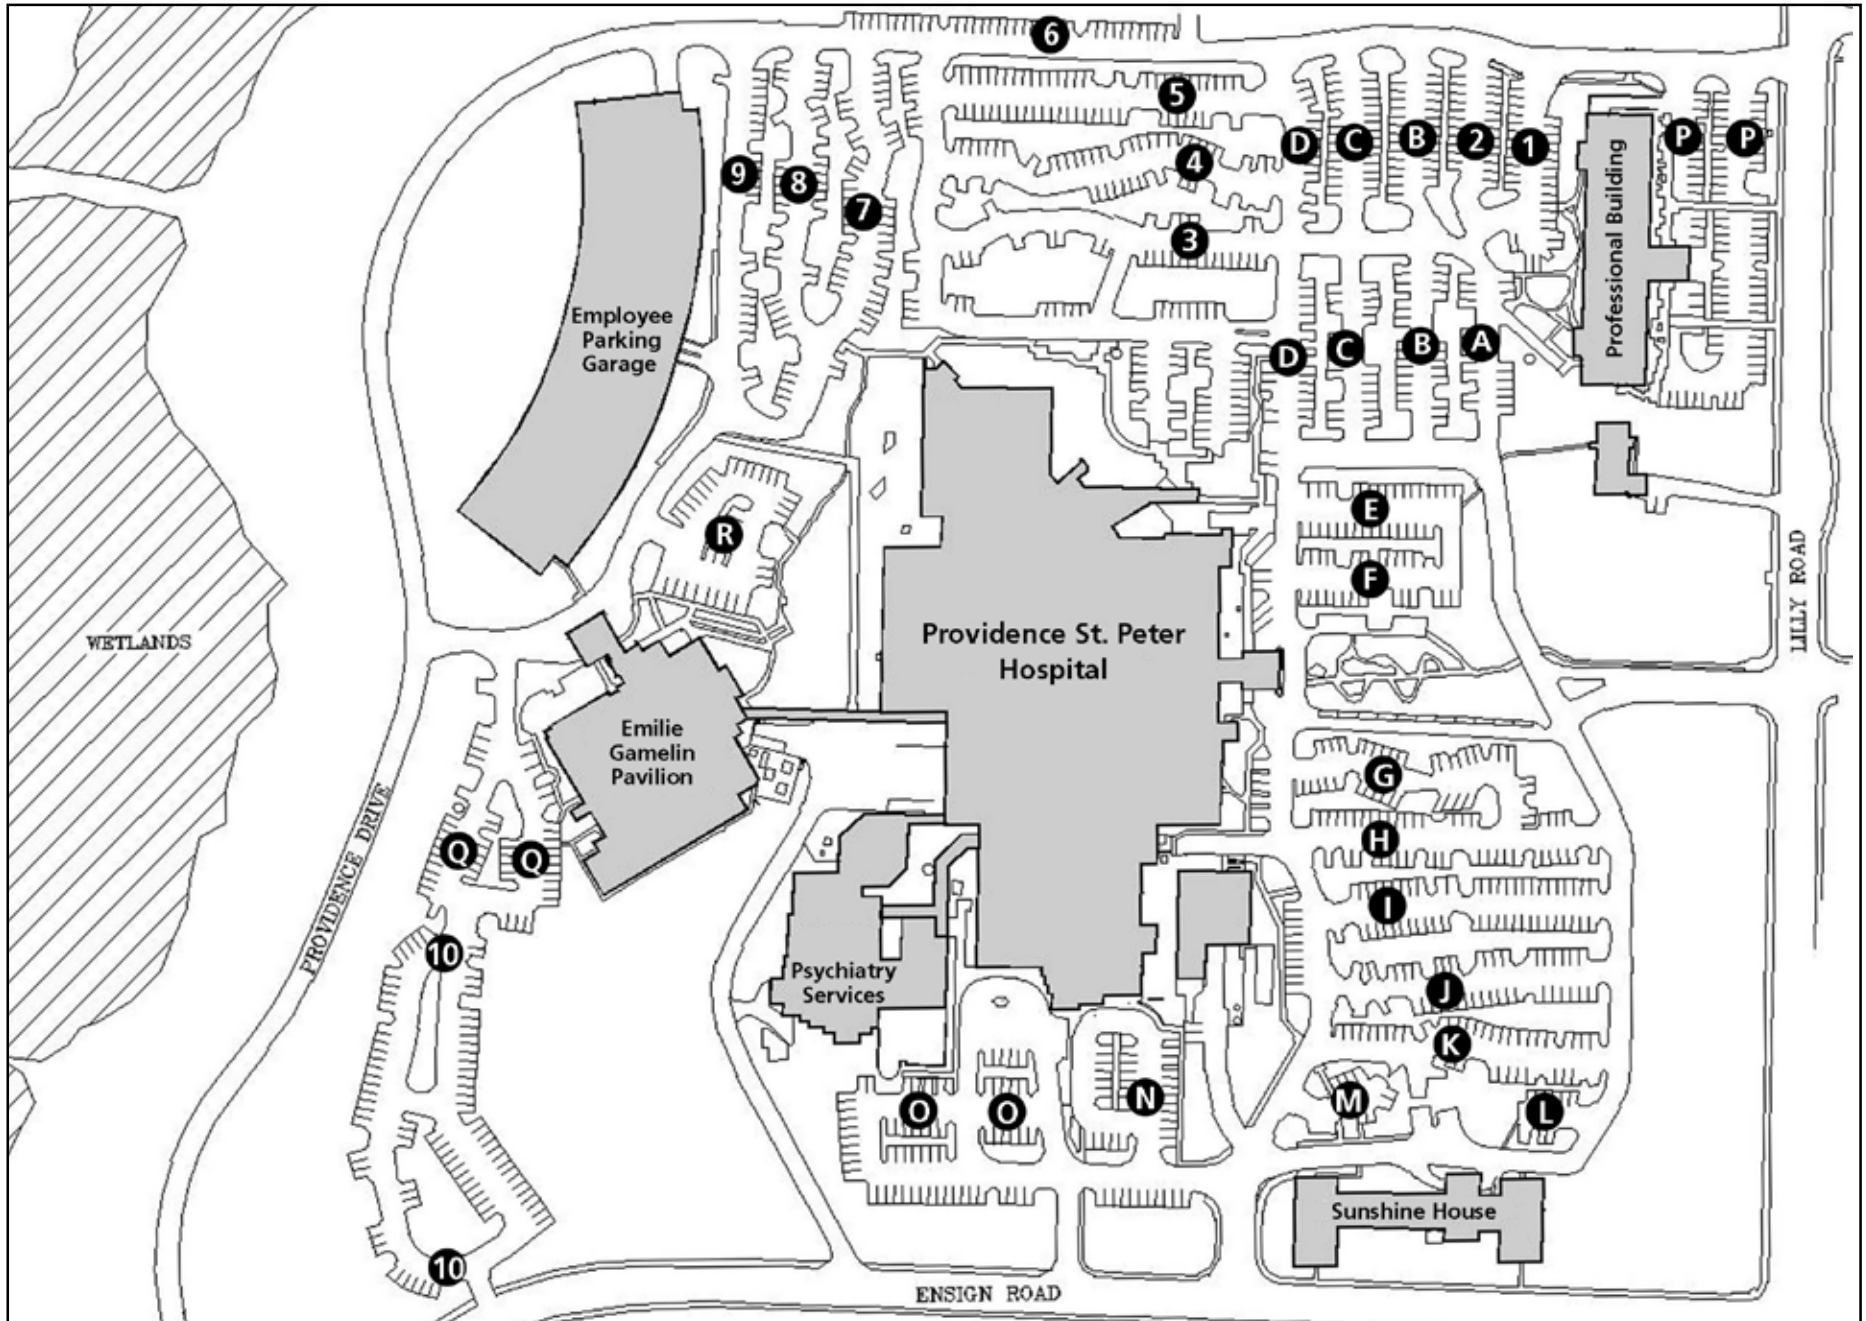 6
5
4
3
D
C
B
2
1
P
P
9
8
7
Professional Building
Employee
Parking
Garage
D
C
B
A
R
E
F
LILLY ROAD
WETLANDS
Providence St. Peter
Hospital
Emilie
Gamelin
Pavilion
G
H
I
J
K
L
M
PROVIDENCE DRIVE
Q
Q
10
Psychiatry
Services
O
O
N
Sunshine House
10
ENSIGN ROAD